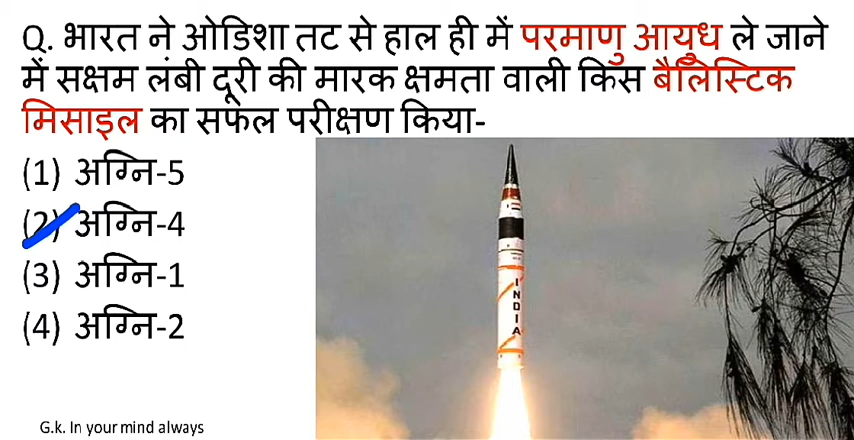 Q. भारत ने ओडिशा तट से हाल ही में परमाणु आयुध ले जाने
में सक्षम लंबी दूरी की मारक क्षमता वाली किस बैलिस्टिक
मिसाइल का सफल परीक्षण किया-
(1) अग्नि-5
(2) अग्नि-4
(3) अग्नि-1
(4) अग्नि-2
INDIA
G.k. In your mind always